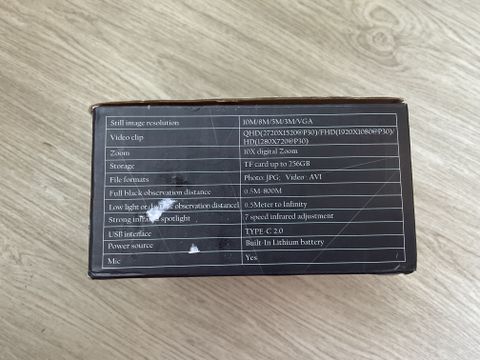 Still image resolution 10M/8M/5M/3M/VGA
Video clip QHD(2720X1520@P30)/FHD(1920X1080@P30)/
HD(1280X720@P30)
Zoom 10X digital Zoom
Storage TF card up to 256GB
File formats Photo: JPG; Video : AVI
Full black observation distance 0.5M-800M
Low light or observation distance 0.5Meter to Infinity
Strong infrared spotlight 7 speed infrared adjustment
USB interface TYPE-C 2.0
Power source Built-In Lithium battery
Mic Yes